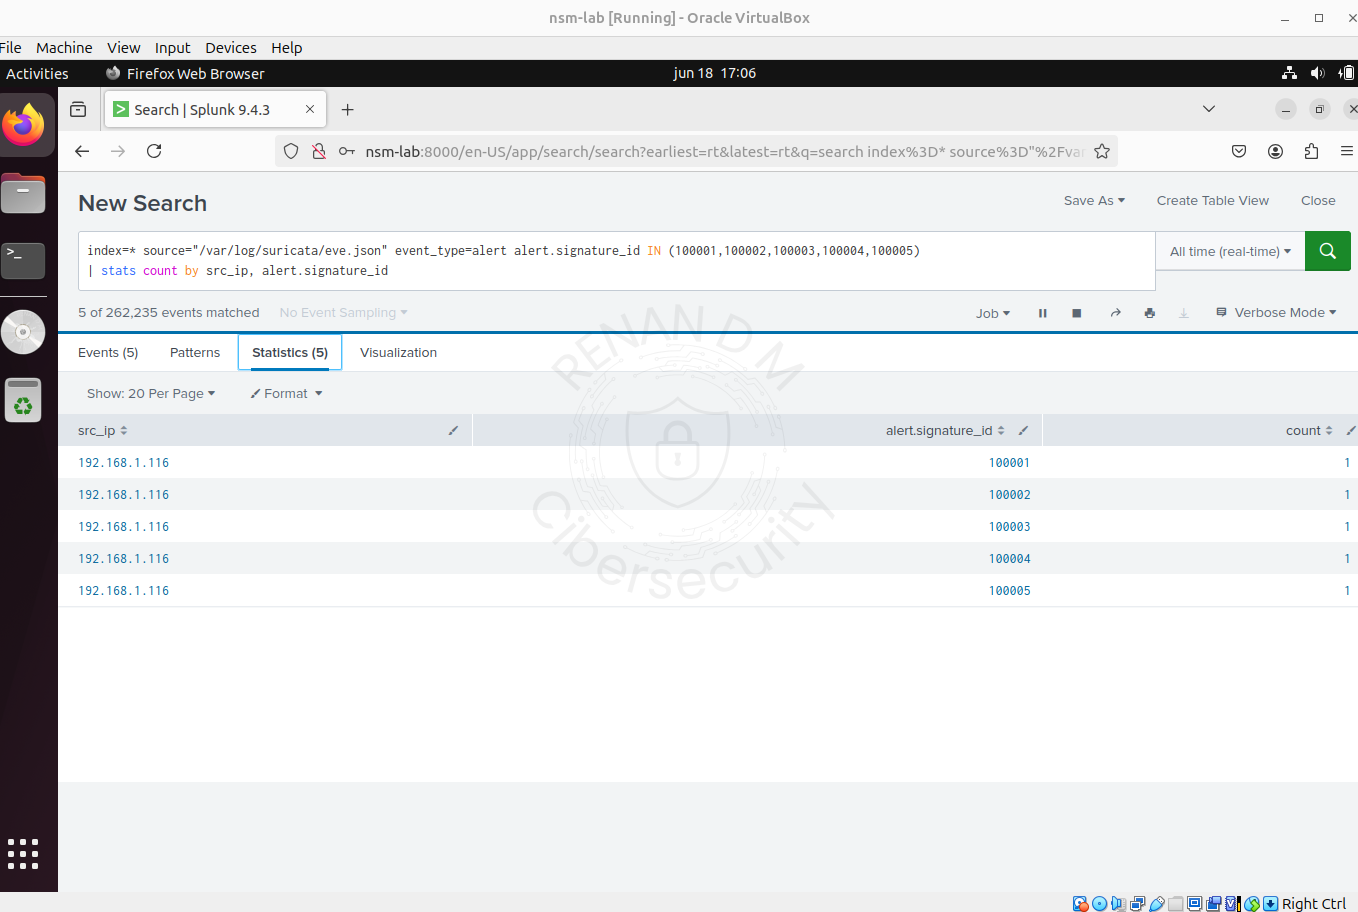 nsm-lab [Running] - Oracle VirtualBox
File Machine View Input Devices Help
Activities Firefox Web Browser jun 18 17:06
Search | Splunk 9.4.3
nsm-lab:8000/en-US/app/search/search?earliest=rt&latest=rt&q=search index%3D* source%3D"%2Fvar
New Search
Save As Create Table View Close
index=* source="/var/log/suricata/eve.json" event_type=alert alert.signature_id IN (100001,100002,100003,100004,100005)
| stats count by src_ip, alert.signature_id
All time (real-time)
5 of 262,235 events matched No Event Sampling Job Verbose Mode
Events (5) Patterns Statistics (5) Visualization
Show: 20 Per Page Format
src_ip alert.signature_id count
192.168.1.116 100001 1
192.168.1.116 100002 1
192.168.1.116 100003 1
192.168.1.116 100004 1
192.168.1.116 100005 1
RENAN D M
Cibersecurity
Right Ctrl